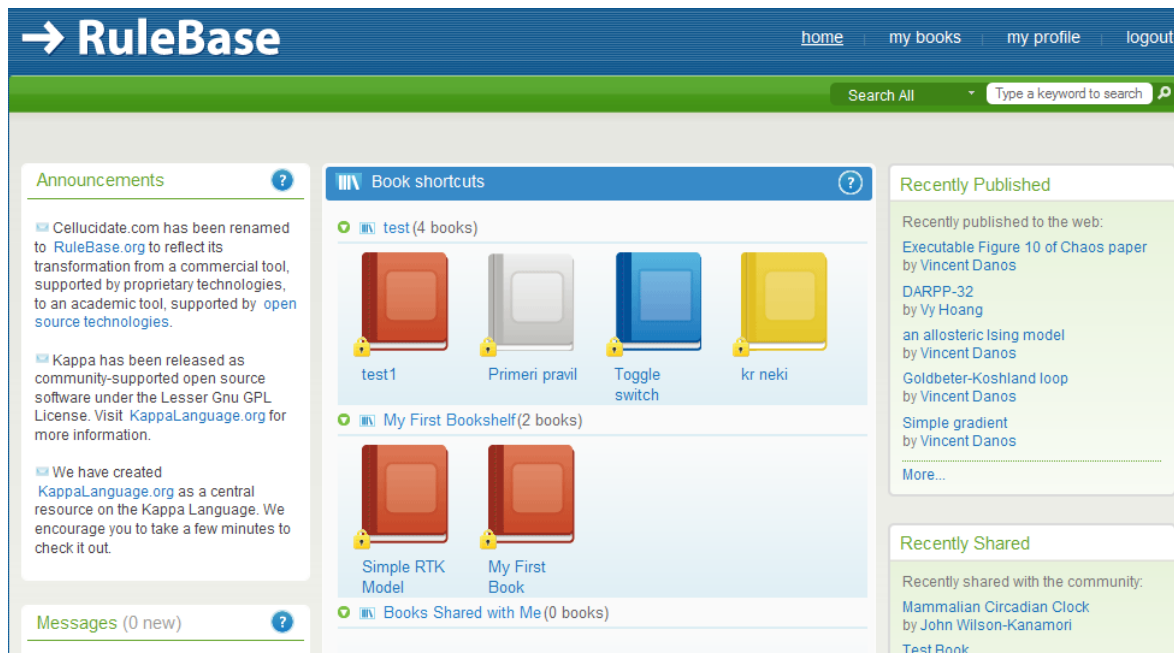 → RuleBase
home
my books
my profile
logout
Search All
Type a keyword to search
Announcements
?
Cellucidate.com has been renamed
to RuleBase.org to reflect its
transformation from a commercial tool,
supported by proprietary technologies,
to an academic tool, supported by open
source technologies.
Kappa has been released as
community-supported open source
software under the Lesser Gnu GPL
License. Visit KappaLanguage.org for
more information.
We have created
KappaLanguage.org as a central
resource on the Kappa Language. We
encourage you to take a few minutes to
check it out.
Messages (0 new)
?
Book shortcuts
?
test (4 books)
test1
Primeri pravil
Toggle
switch
kr neki
My First Bookshelf (2 books)
Simple RTK
Model
My First
Book
Books Shared with Me (0 books)
Recently Published
Recently published to the web:
Executable Figure 10 of Chaos paper
by Vincent Danos
DARPP-32
by Vy Hoang
an allosteric Ising model
by Vincent Danos
Goldbeter-Koshland loop
by Vincent Danos
Simple gradient
by Vincent Danos
More...
Recently Shared
Recently shared with the community:
Mammalian Circadian Clock
by John Wilson-Kanamori
Test Book